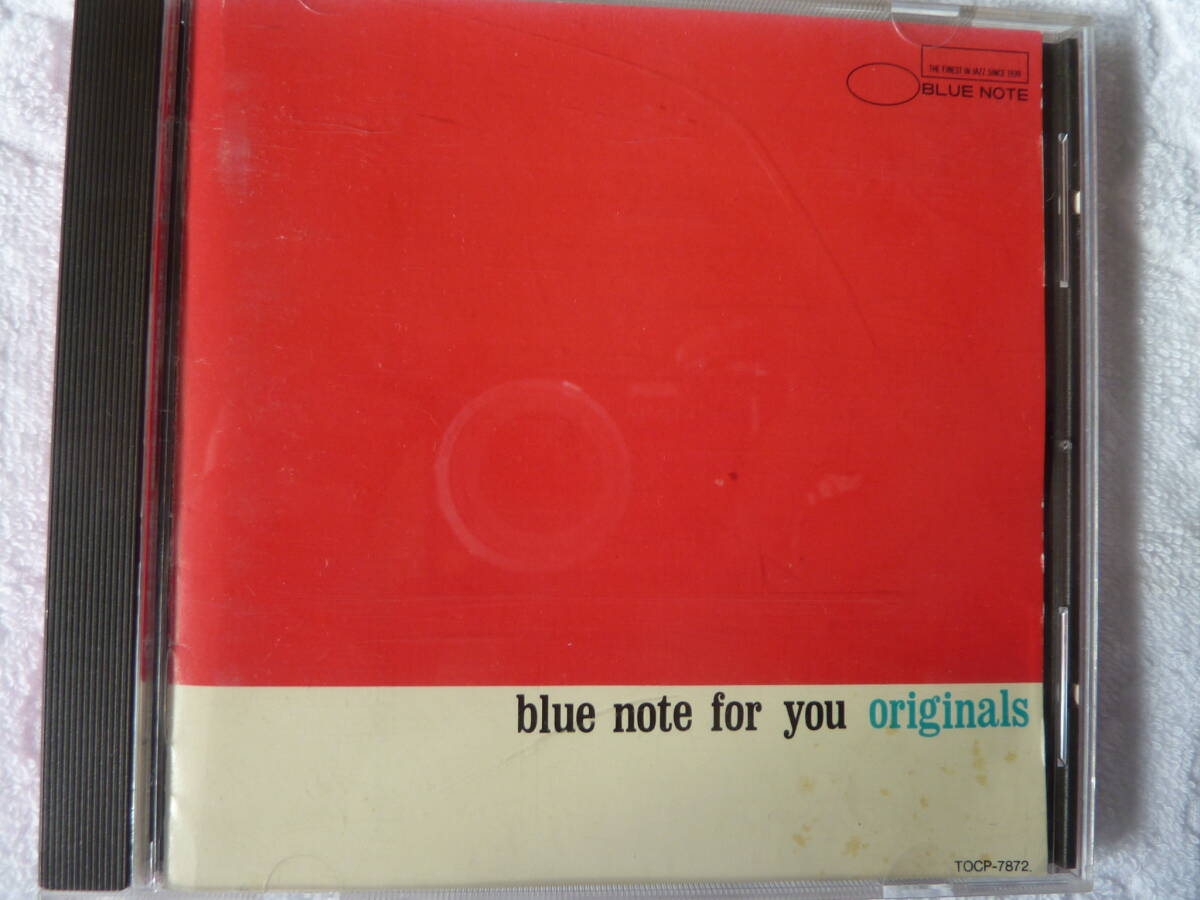 THE FINEST IN JAZZ SINCE 1939
BLUE NOTE
blue note for you originals
TOCP-7872